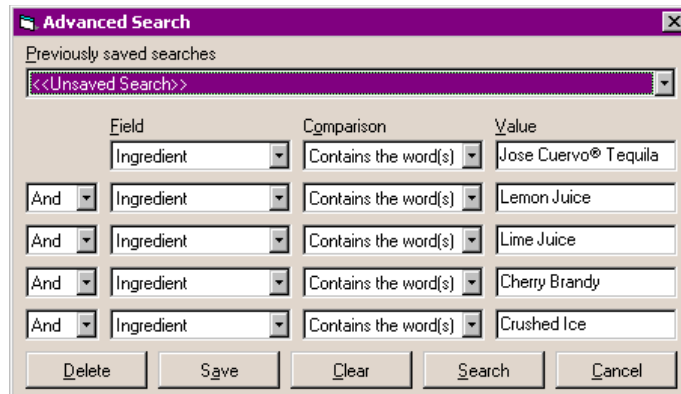 Advanced Search
Previously saved searches
<<Unsaved Search>>
Field Comparison Value
Ingredient Contains the word(s) Jose Cuervo® Tequila
And Ingredient Contains the word(s) Lemon Juice
And Ingredient Contains the word(s) Lime Juice
And Ingredient Contains the word(s) Cherry Brandy
And Ingredient Contains the word(s) Crushed Ice
Delete Save Clear Search Cancel